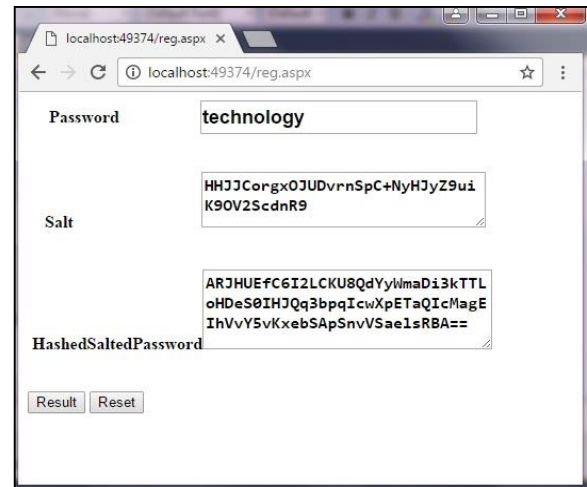 localhost:49374/reg.aspx
localhost:49374/reg.aspx
Password
technology
HHJJCorgxOJUDvrnSpC+NyHJyZ9ui
K9OV2ScdnR9
Salt
ARJHUEfC6I2LCKU8QdYyWmaDi3kTTL
oHDeS0IHJQq3bpqIcwXpETaQIcMagE
IhVvY5vKxebSApSnvVSaelsRBA==
HashedSaltedPassword
Result Reset